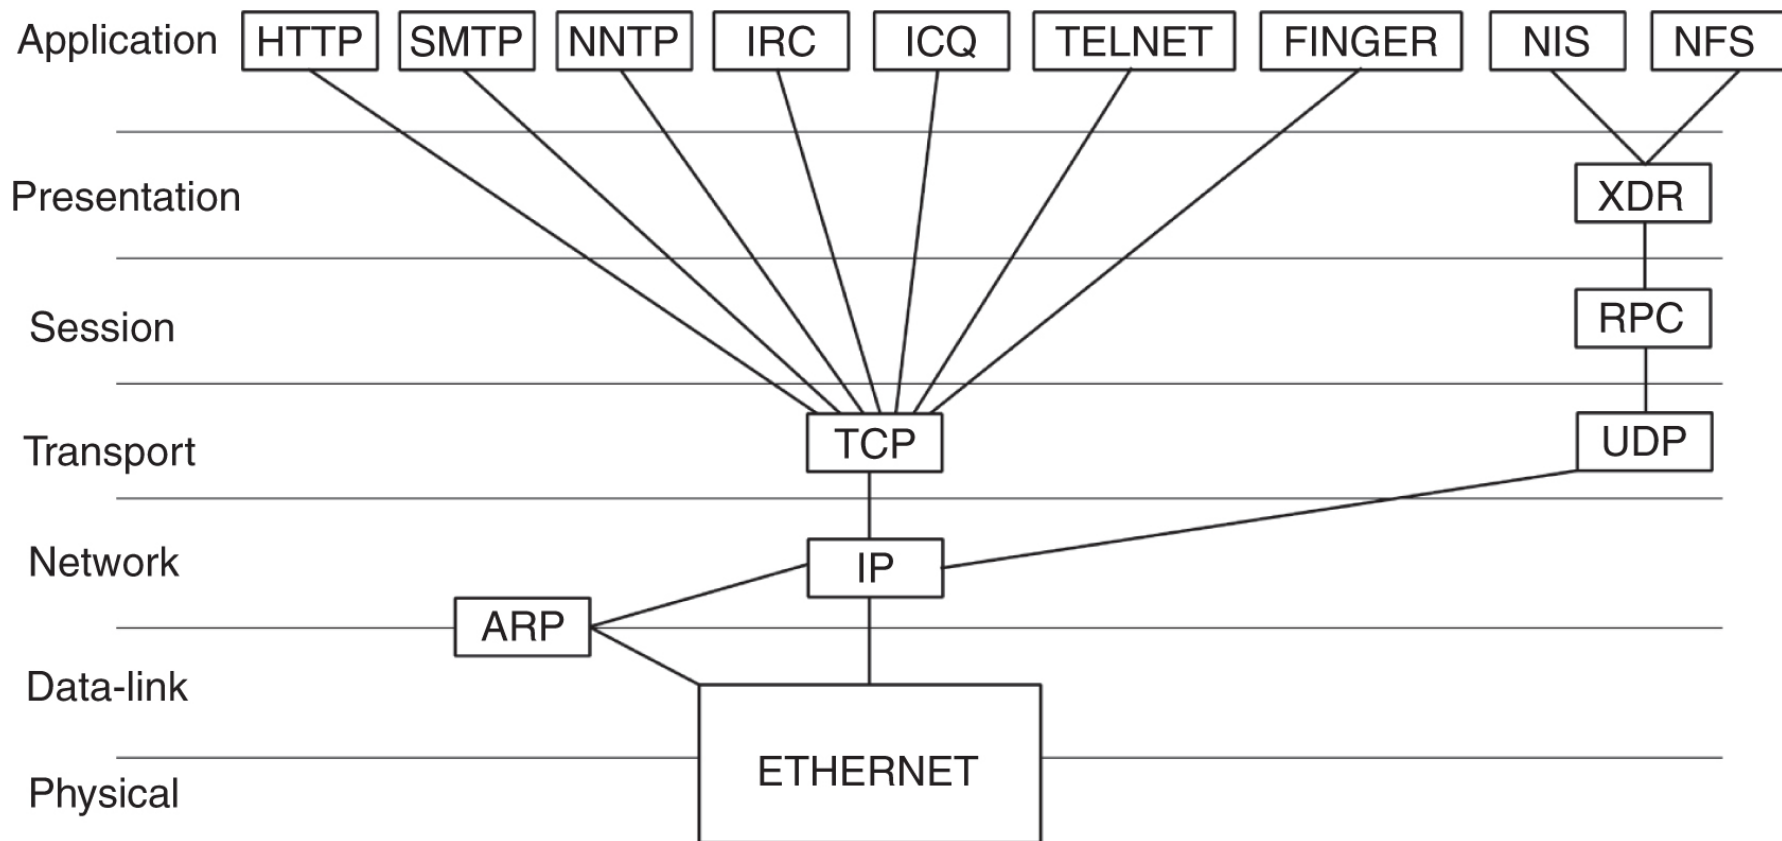 Application HTTP SMTP NNTP IRC ICQ TELNET FINGER NIS NFS
Presentation XDR
Session RPC
Transport TCP UDP
Network IP
ARP
Data-link
ETHERNET
Physical